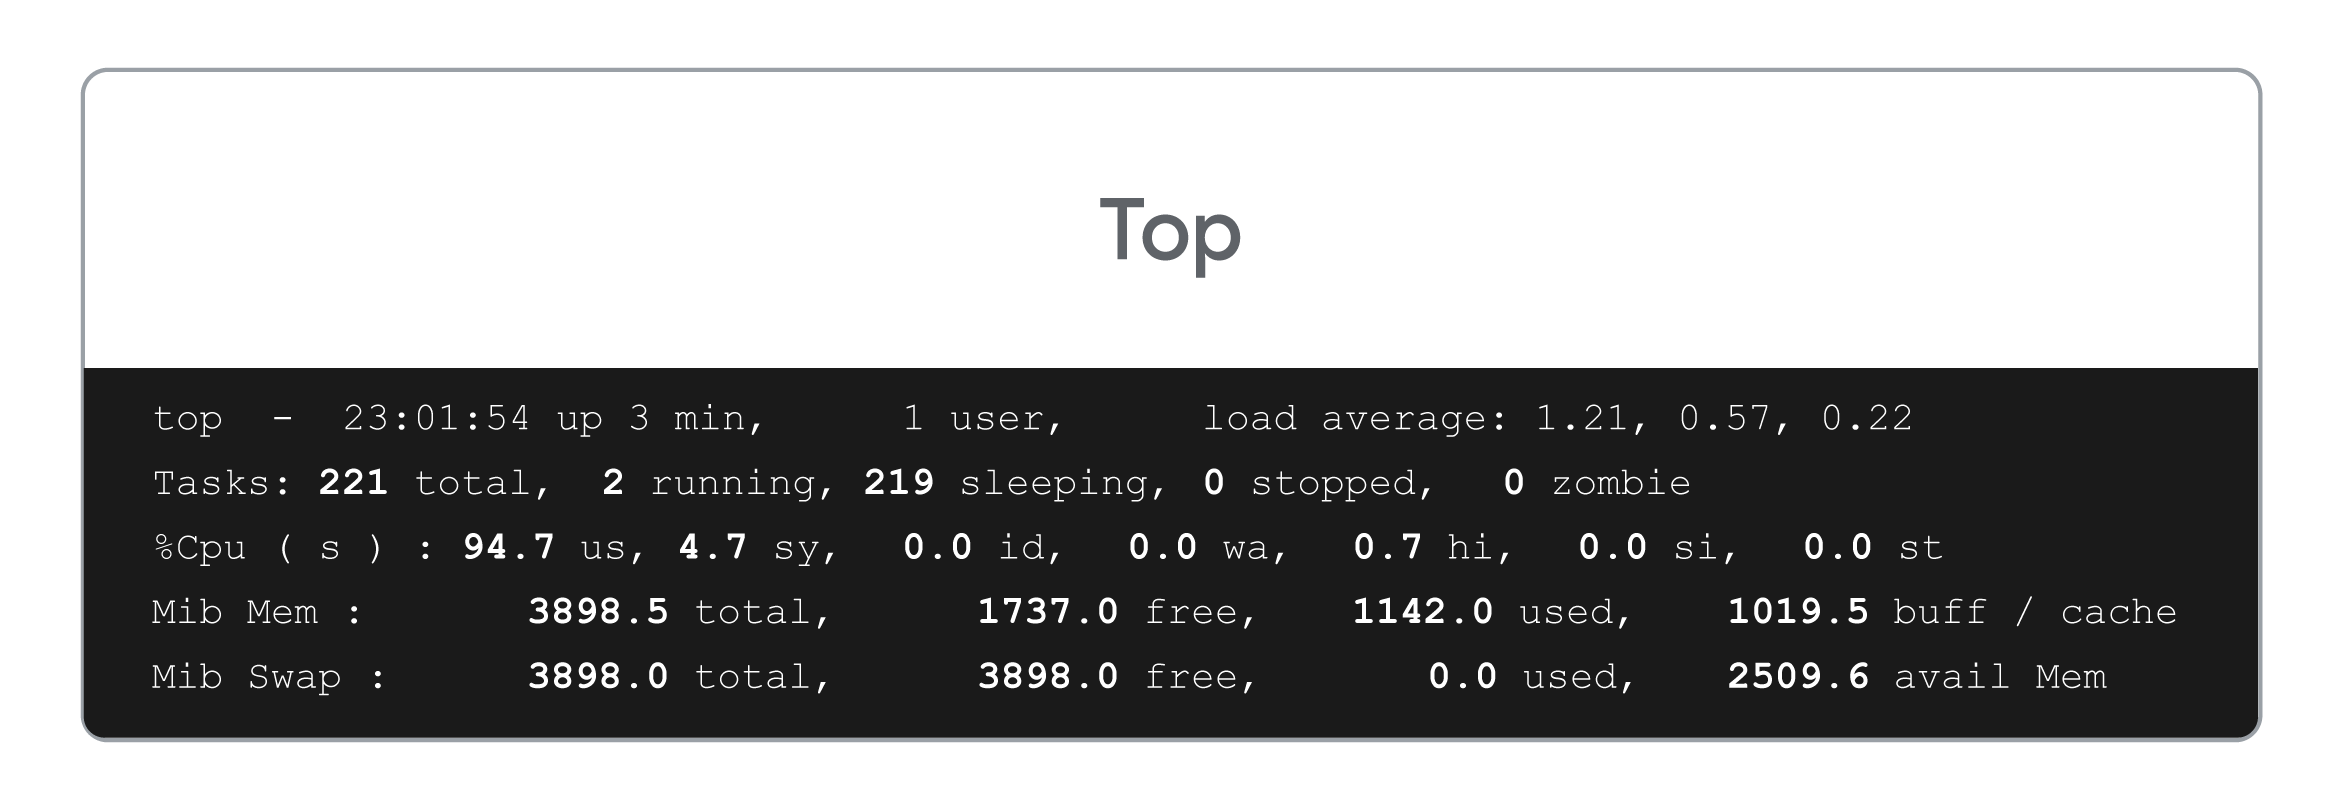 Top
top - 23:01:54 up 3 min, 1 user, load average: 1.21, 0.57, 0.22
Tasks: 221 total, 2 running, 219 sleeping, 0 stopped, 0 zombie
%Cpu ( s ) : 94.7 us, 4.7 sy, 0.0 id, 0.0 wa, 0.7 hi, 0.0 si, 0.0 st
Mib Mem : 3898.5 total, 1737.0 free, 1142.0 used, 1019.5 buff / cache
Mib Swap : 3898.0 total, 3898.0 free, 0.0 used, 2509.6 avail Mem